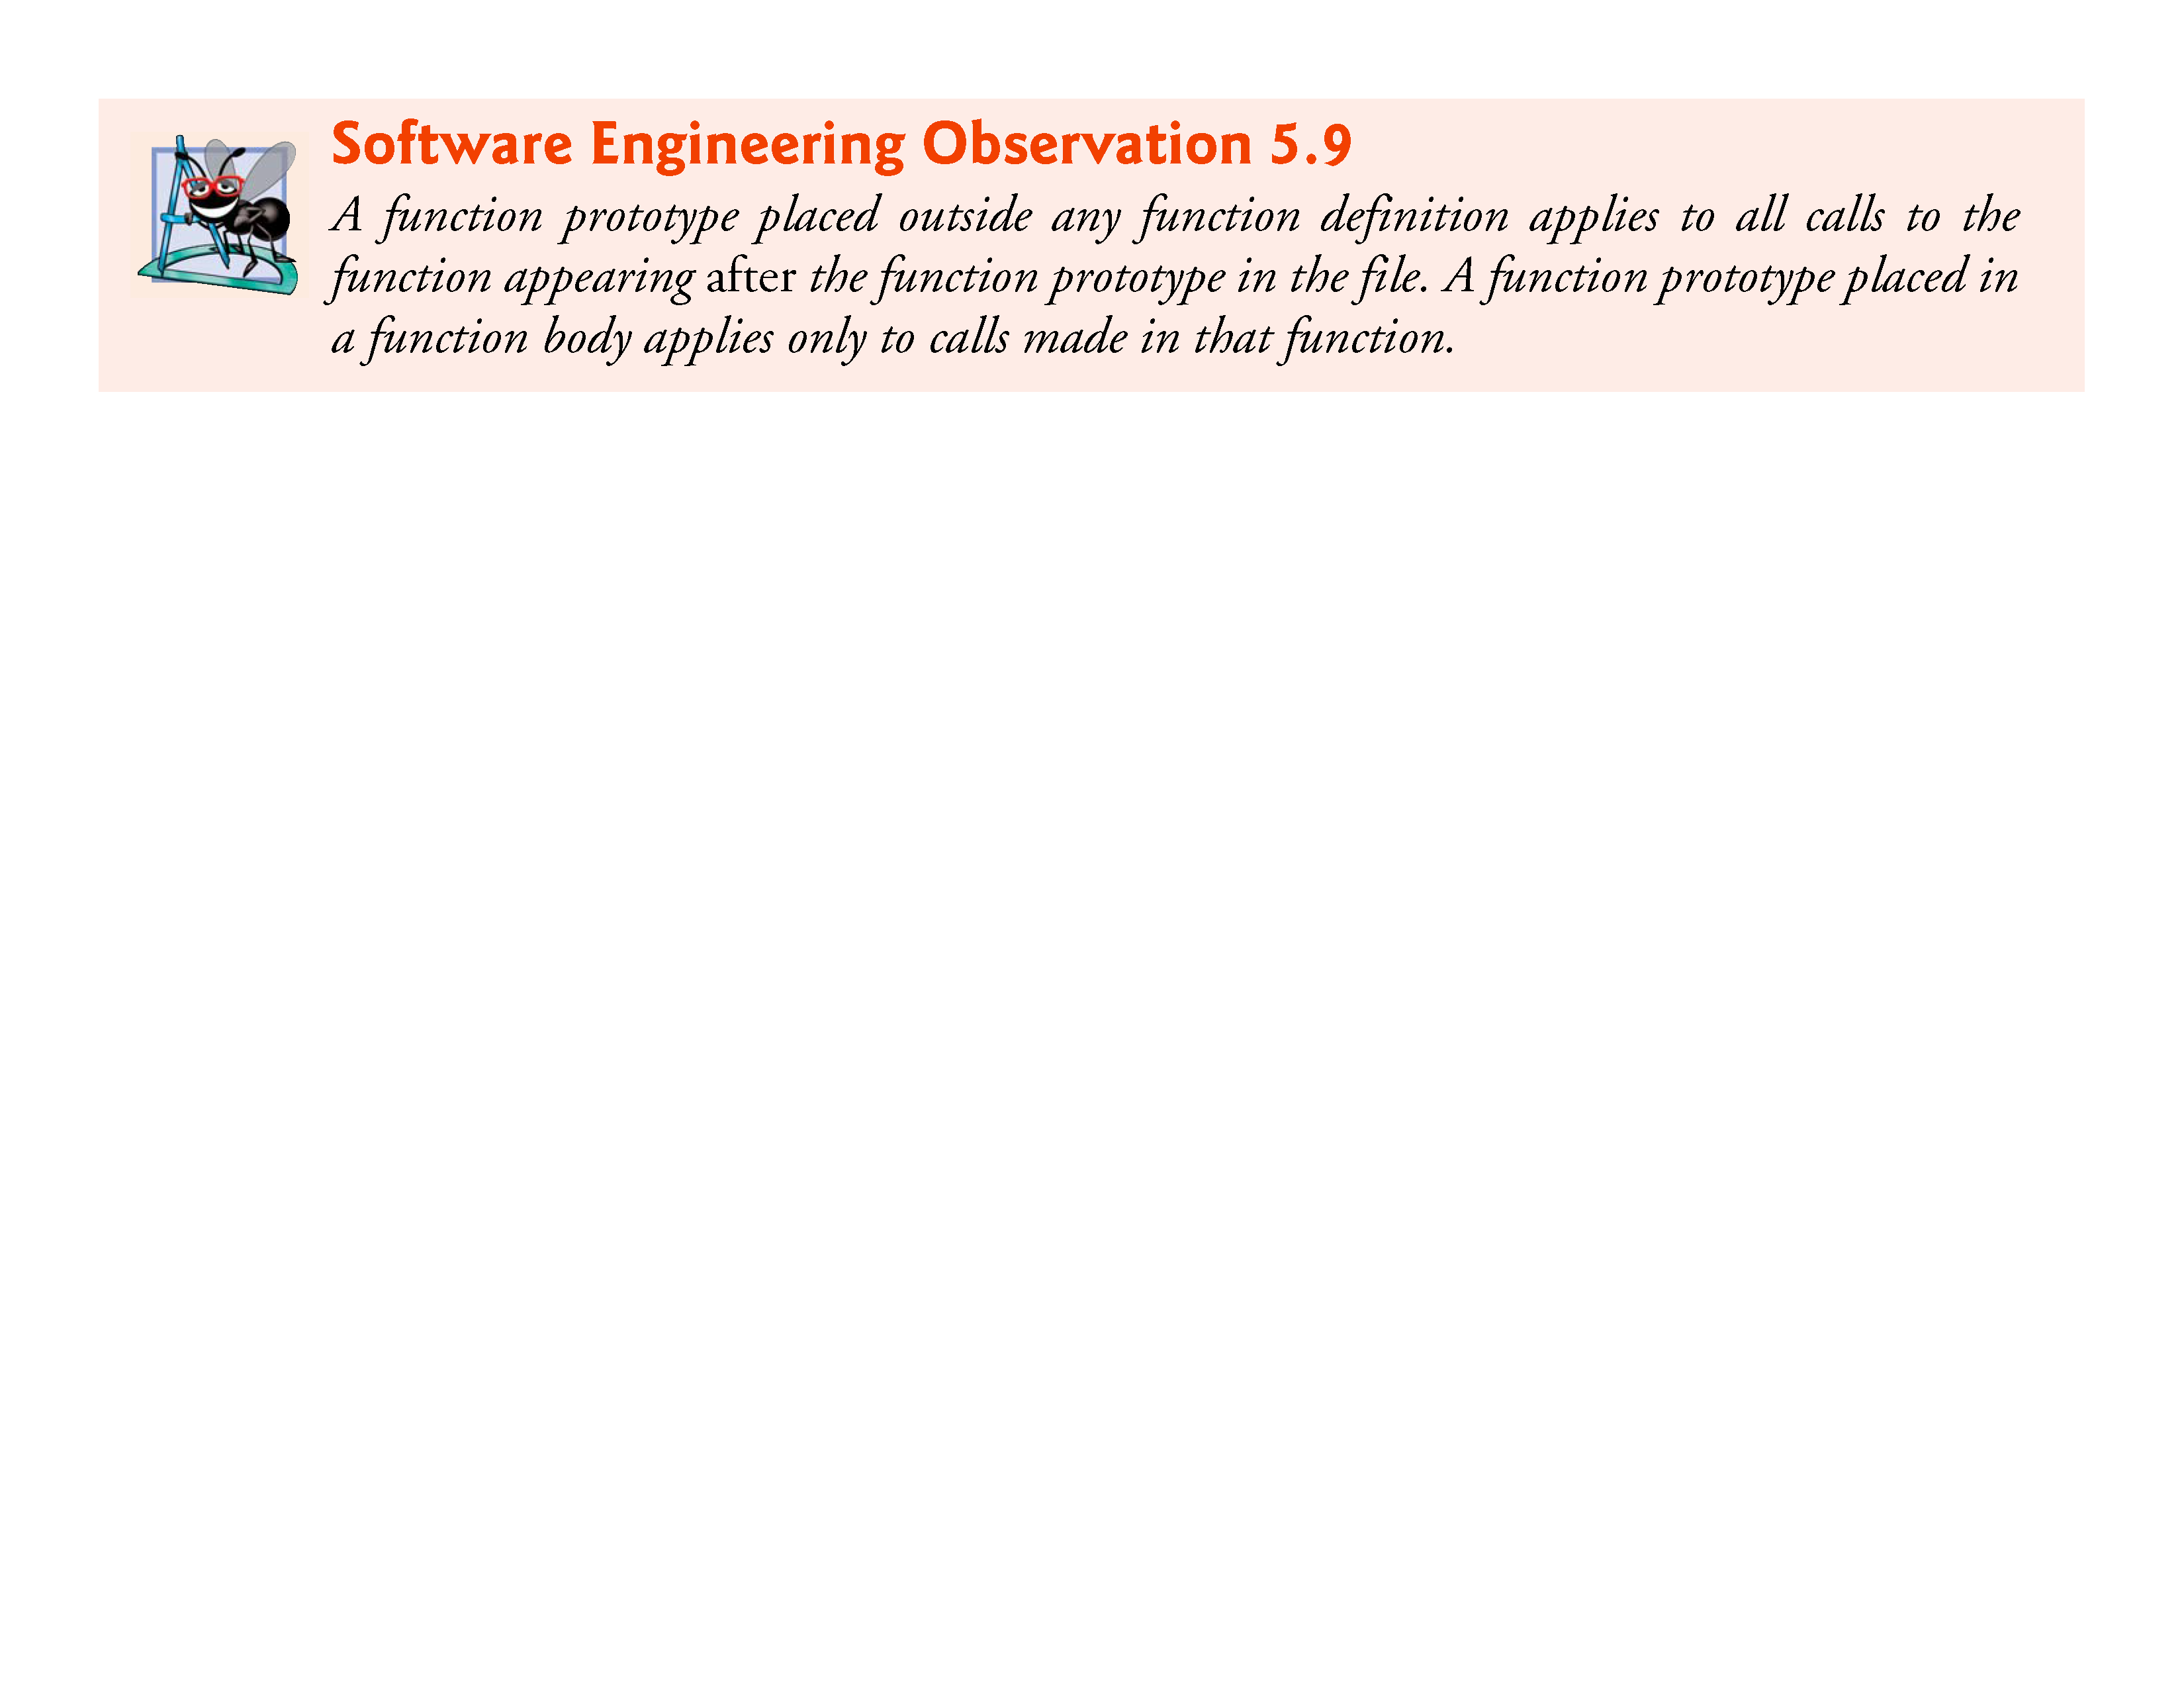 Software Engineering Observation 5.9
A function prototype placed outside any function definition applies to all calls to the
function appearing after the function prototype in the file. A function prototype placed in
a function body applies only to calls made in that function.